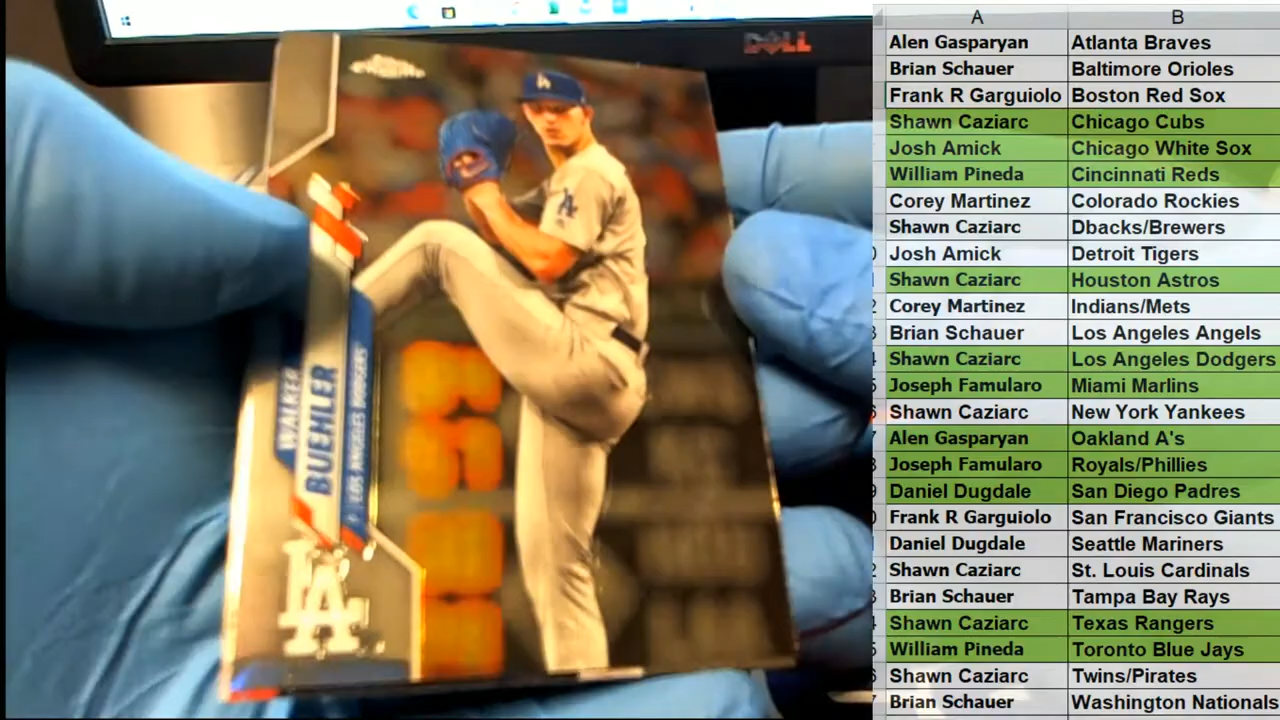 DELL
CHROME
LA
LA
WALKER
BUEHLER
LOS ANGELES DODGERS
LA
A B
Alen Gasparyan Atlanta Braves
Brian Schauer Baltimore Orioles
Frank R Garguiolo Boston Red Sox
Shawn Caziarc Chicago Cubs
Josh Amick Chicago White Sox
William Pineda Cincinnati Reds
Corey Martinez Colorado Rockies
Shawn Caziarc Dbacks/Brewers
Josh Amick Detroit Tigers
Shawn Caziarc Houston Astros
Corey Martinez Indians/Mets
Brian Schauer Los Angeles Angels
Shawn Caziarc Los Angeles Dodgers
Joseph Famularo Miami Marlins
Shawn Caziarc New York Yankees
Alen Gasparyan Oakland A's
Joseph Famularo Royals/Phillies
Daniel Dugdale San Diego Padres
Frank R Garguiolo San Francisco Giants
Daniel Dugdale Seattle Mariners
Shawn Caziarc St. Louis Cardinals
Brian Schauer Tampa Bay Rays
Shawn Caziarc Texas Rangers
William Pineda Toronto Blue Jays
Shawn Caziarc Twins/Pirates
Brian Schauer Washington Nationals